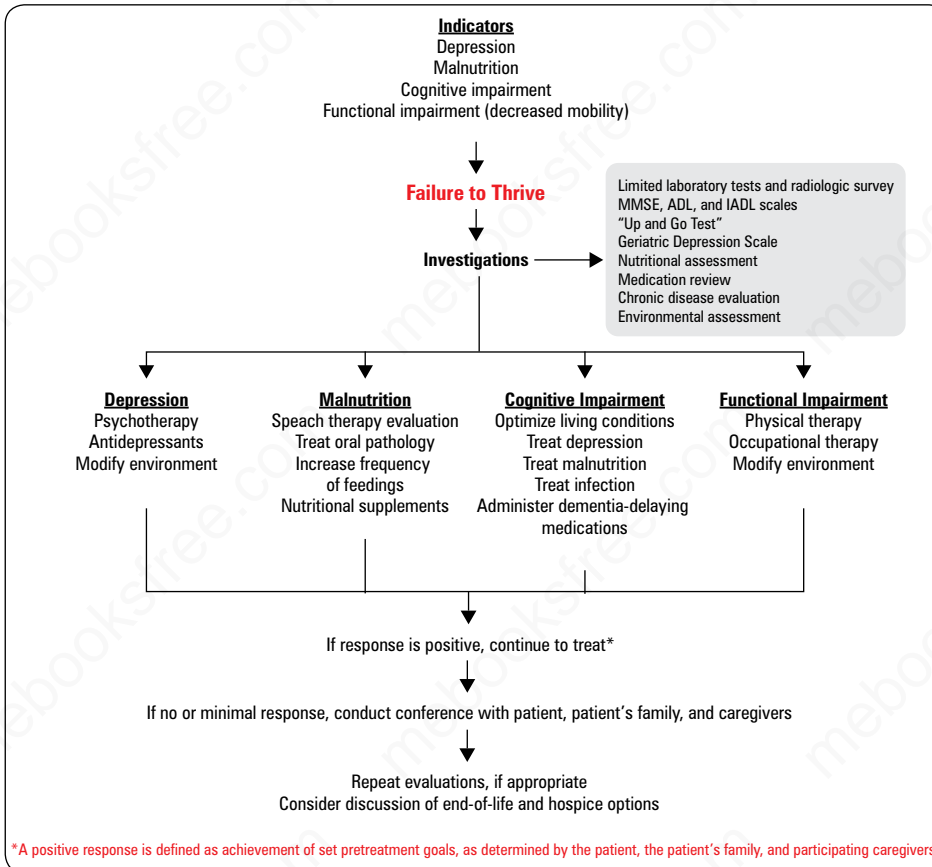 Indicators
Depression
Malnutrition
Cognitive impairment
Functional impairment (decreased mobility)
Failure to Thrive
Investigations
Limited laboratory tests and radiologic survey
MMSE, ADL, and IADL scales
“Up and Go Test”
Geriatric Depression Scale
Nutritional assessment
Medication review
Chronic disease evaluation
Environmental assessment
Depression
Psychotherapy
Antidepressants
Modify environment
Malnutrition
Speach therapy evaluation
Treat oral pathology
Increase frequency
of feedings
Nutritional supplements
Cognitive Impairment
Optimize living conditions
Treat depression
Treat malnutrition
Treat infection
Administer dementia-delaying
medications
Functional Impairment
Physical therapy
Occupational therapy
Modify environment
If response is positive, continue to treat*
If no or minimal response, conduct conference with patient, patient’s family, and caregivers
Repeat evaluations, if appropriate
Consider discussion of end-of-life and hospice options
*A positive response is defined as achievement of set pretreatment goals, as determined by the patient, the patient’s family, and participating caregivers
mebooksfree.com